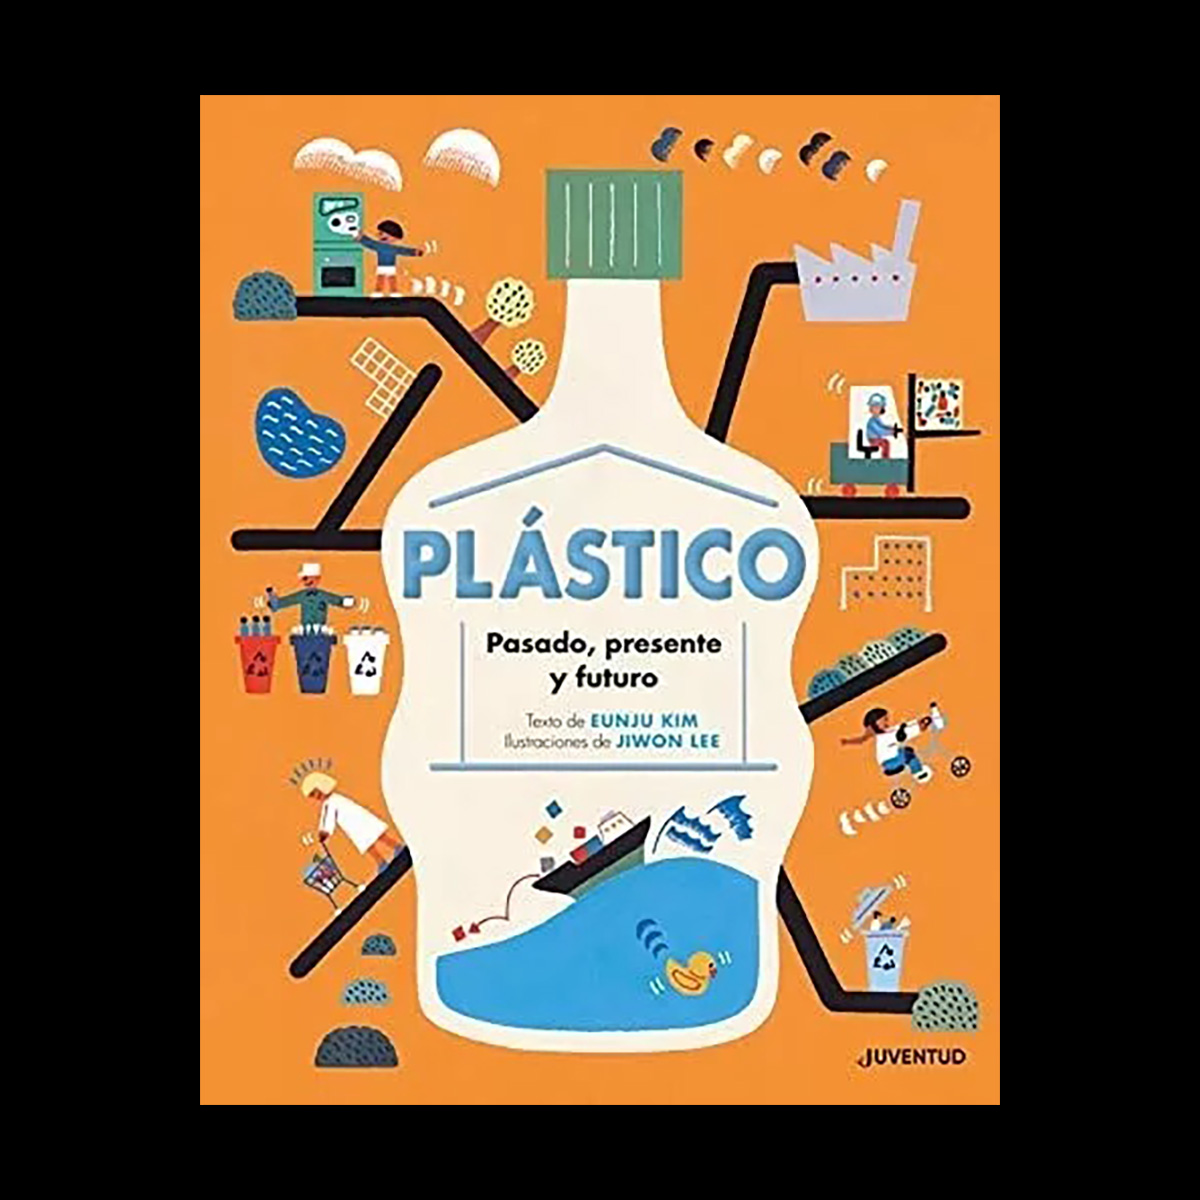 PLÁSTICO
Pasado, presente
y futuro
Texto de EUNJU KIM
Ilustraciones de JIWON LEE
JUVENTUD